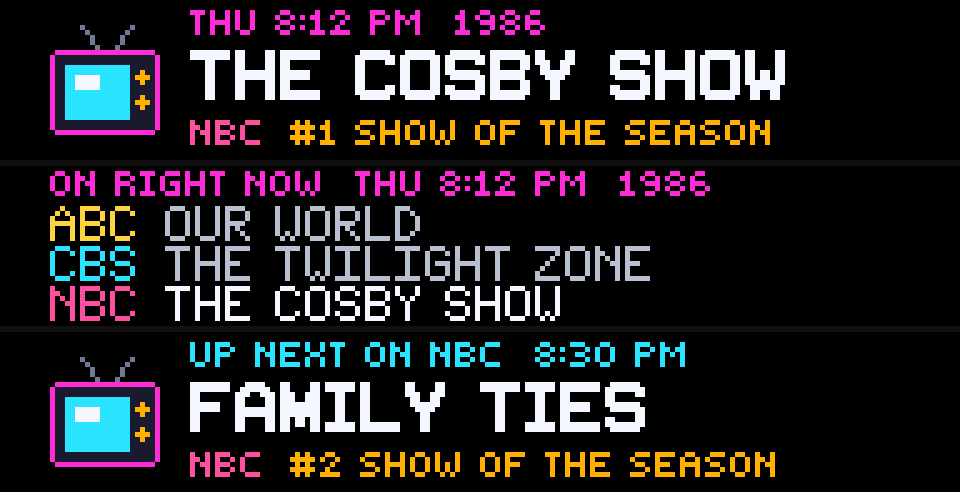 THU 8:12 PM 1986
THE COSBY SHOW
NBC #1 SHOW OF THE SEASON
ON RIGHT NOW THU 8:12 PM 1986
ABC OUR WORLD
CBS THE TWILIGHT ZONE
NBC THE COSBY SHOW
UP NEXT ON NBC 8:30 PM
FAMILY TIES
NBC #2 SHOW OF THE SEASON